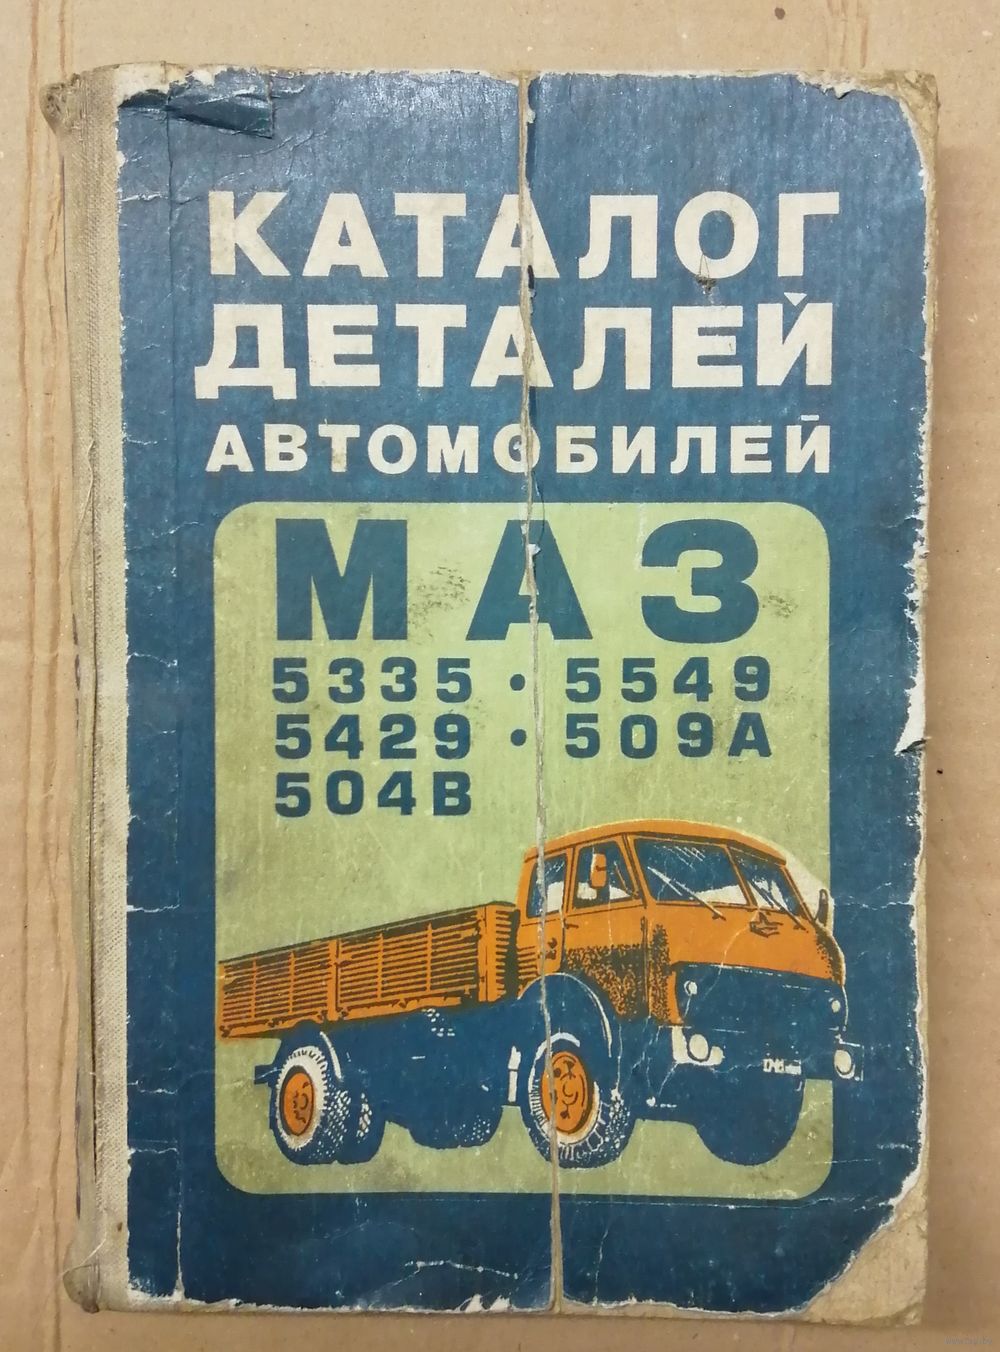 КАТАЛОГ
ДЕТАЛЕЙ
АВТОМОБИЛЕЙ
МАЗ
5335 · 5549
5429 · 509А
504В